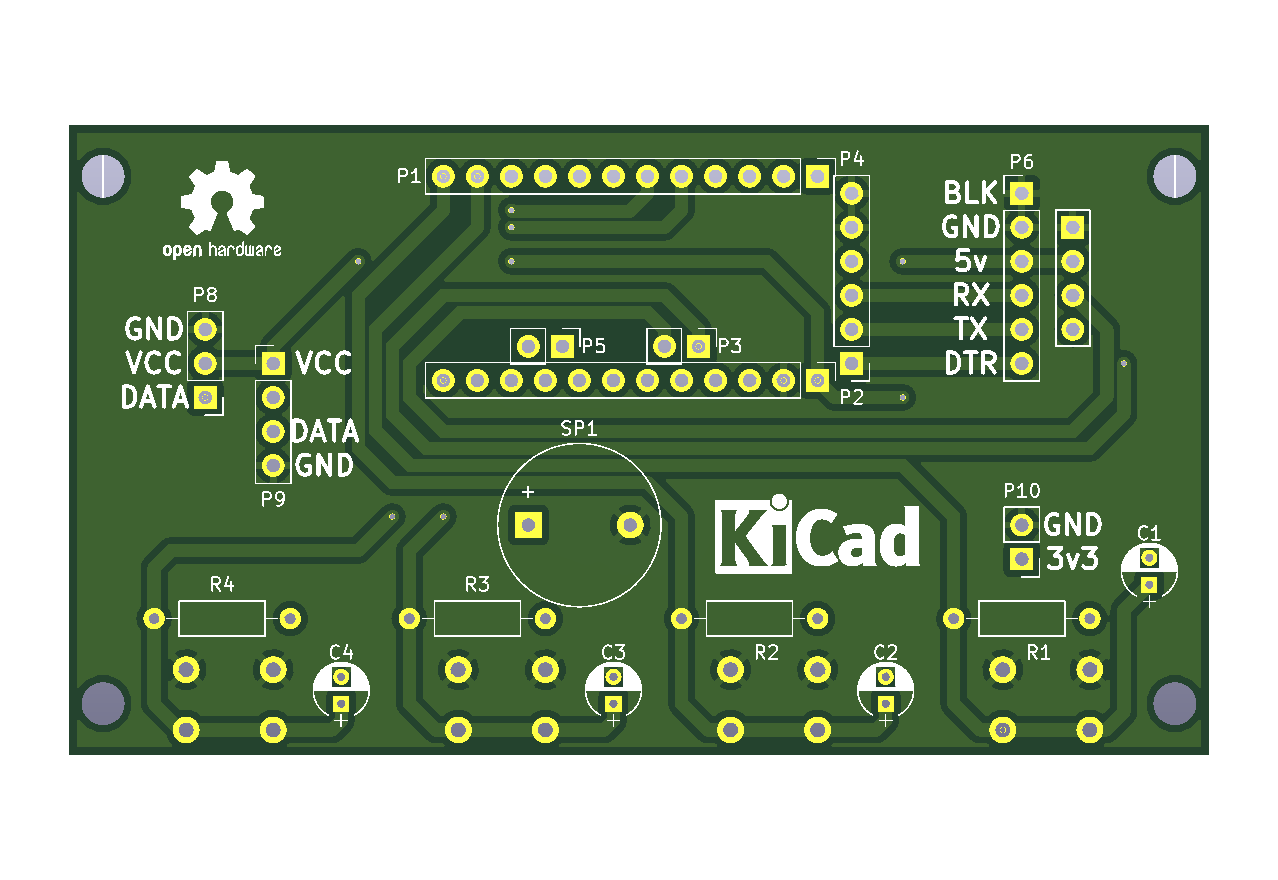 P1
P4
P6
BLK
GND
5v
RX
TX
DTR
open hardware
P8
GND
VCC
DATA
VCC
DATA
GND
P9
P5
P3
P2
SP1
+
KiCad
P10
GND
3v3
C1
+
R4
R3
R2
R1
C4
+
C3
+
C2
+